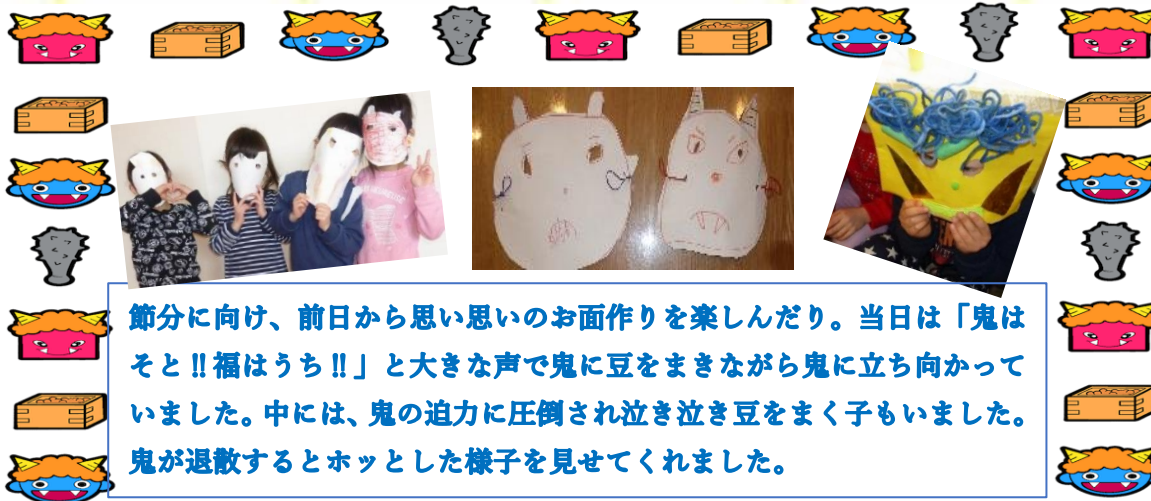 節分に向け、前日から思い思いのお面作りを楽しんだり。当日は「鬼は
そと‼福はうち‼」と大きな声で鬼に豆をまきながら鬼に立ち向かって
いました。中には、鬼の迫力に圧倒され泣き泣き豆をまく子もいました。
鬼が退散するとホッとした様子を見せてくれました。